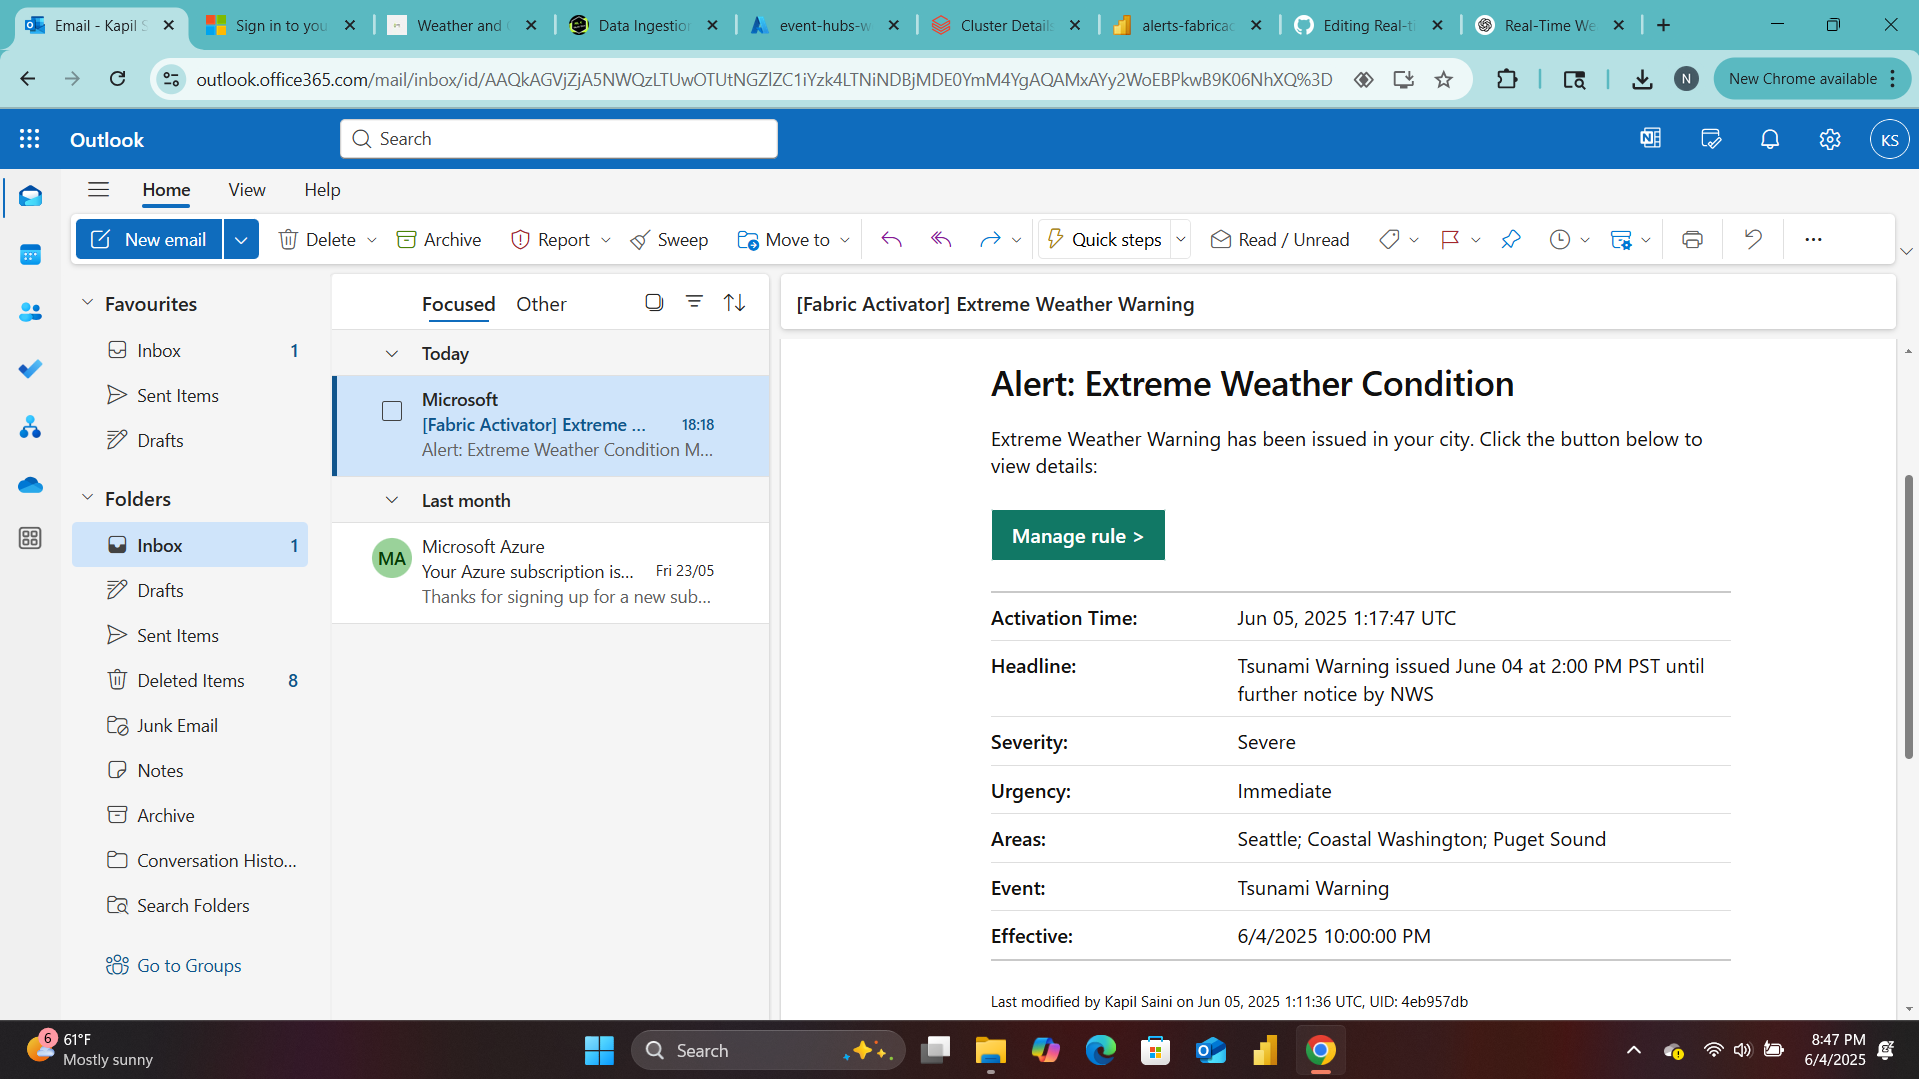 Email - Kapil S
Sign in to you
Weather and
Data Ingestion
event-hubs-w
Cluster Details
alerts-fabricac
Editing Real-ti
Real-Time We
outlook.office365.com/mail/inbox/id/AAQkAGVjZjA5NWQzLTUwOTUtNGZlZC1iYzk4LTNiNDBjMDE0YmM4YgAQAMxAYy2WoEBPkwB9K06NhXQ%3D
N
New Chrome available
Outlook
Search
KS
Home
View
Help
New email
Delete
Archive
Report
Sweep
Move to
Quick steps
Read / Unread
Favourites
Inbox 1
Sent Items
Drafts
Folders
Inbox 1
Drafts
Sent Items
Deleted Items 8
Junk Email
Notes
Archive
Conversation Histo...
Search Folders
Go to Groups
Focused
Other
Today
Microsoft
[Fabric Activator] Extreme ... 18:18
Alert: Extreme Weather Condition M...
Last month
MA
Microsoft Azure
Your Azure subscription is... Fri 23/05
Thanks for signing up for a new sub...
[Fabric Activator] Extreme Weather Warning
Alert: Extreme Weather Condition
Extreme Weather Warning has been issued in your city. Click the button below to
view details:
Manage rule >
Activation Time: Jun 05, 2025 1:17:47 UTC
Headline: Tsunami Warning issued June 04 at 2:00 PM PST until
further notice by NWS
Severity: Severe
Urgency: Immediate
Areas: Seattle; Coastal Washington; Puget Sound
Event: Tsunami Warning
Effective: 6/4/2025 10:00:00 PM
Last modified by Kapil Saini on Jun 05, 2025 1:11:36 UTC, UID: 4eb957db
6
61°F
Mostly sunny
Search
8:47 PM
6/4/2025